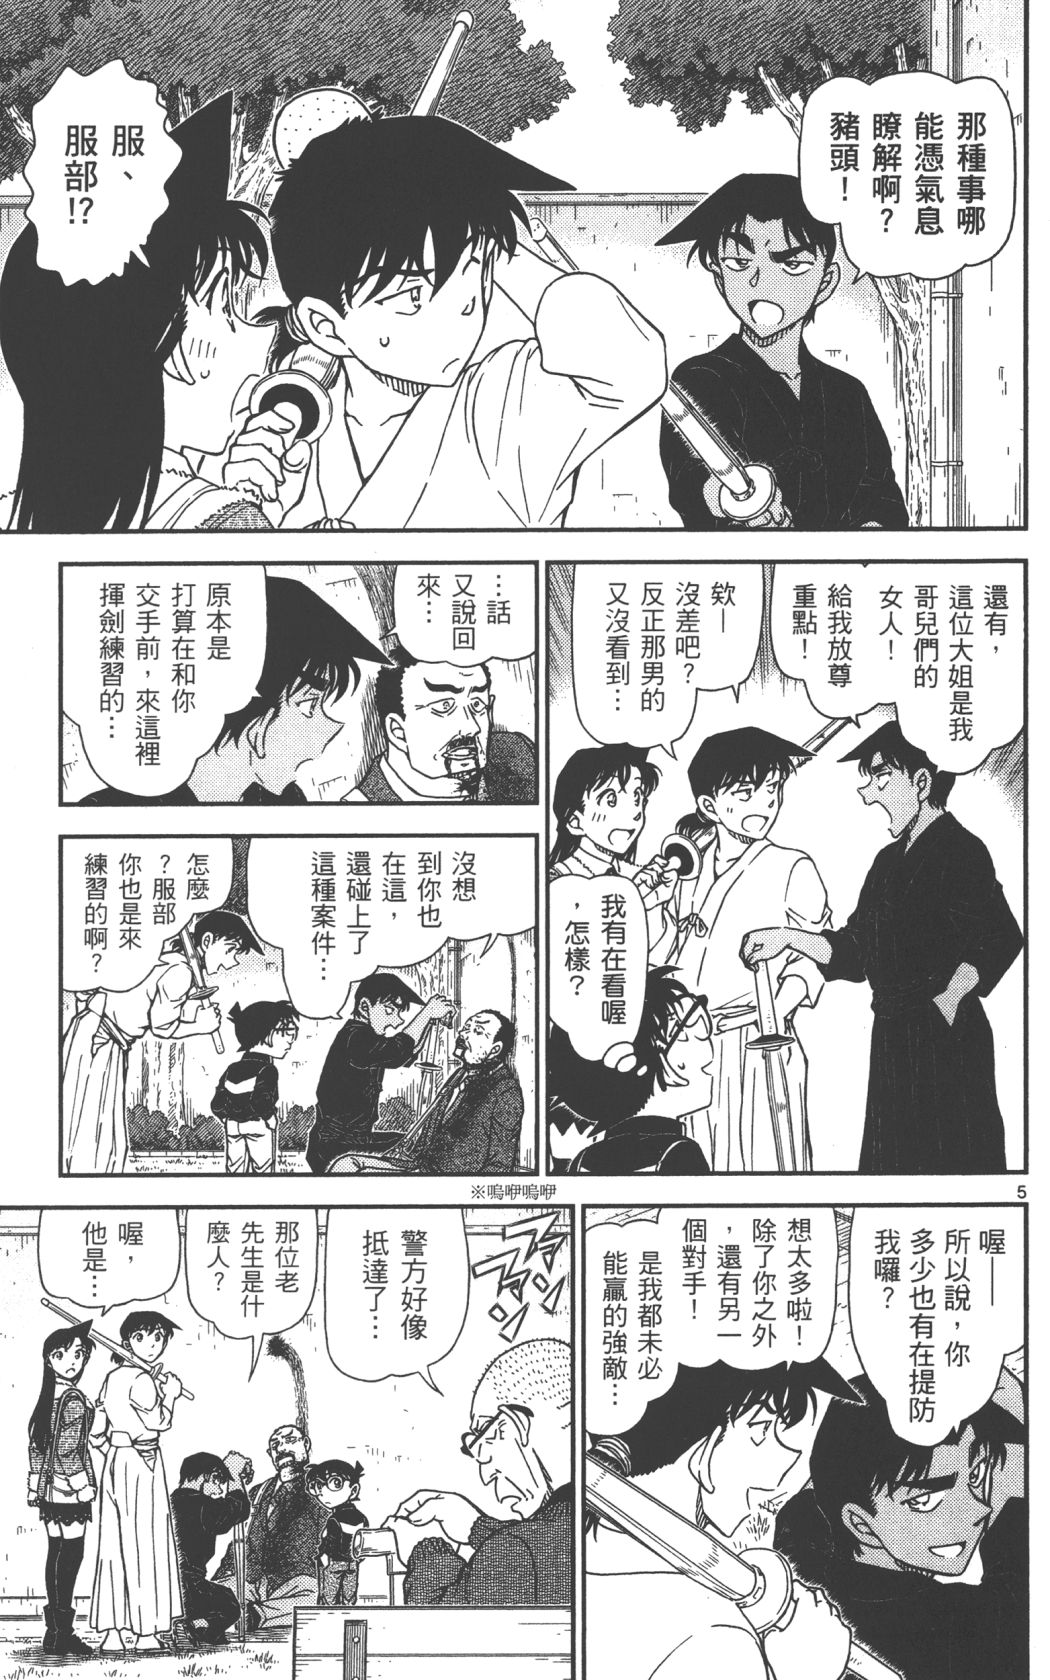 那種事哪
能憑氣息
瞭解啊？
豬頭！
服、
服部!?
還有，
這位大姐是我
哥兒們的
女人！
給我放尊
重點！
欸—
沒差吧？
反正那男的
又沒看到…
我有在看喔
，怎樣？
…話
又說回
來…
原本是
打算在和你
交手前，來這裡
揮劍練習的…
沒想
到你也
在這，
還碰上了
這種案件…
怎麼
？服部
你也是來
練習的啊？
5
喔—
所以說，你
多少也有在提防
我囉？
想太多啦！
除了你之外
，還有另一
個對手！
是我都未必
能贏的強敵…
※嗚咿嗚咿
ウゥ
ウゥン
警方好像
抵達了…
那位老
先生是什
麼人？
喔，
他是…